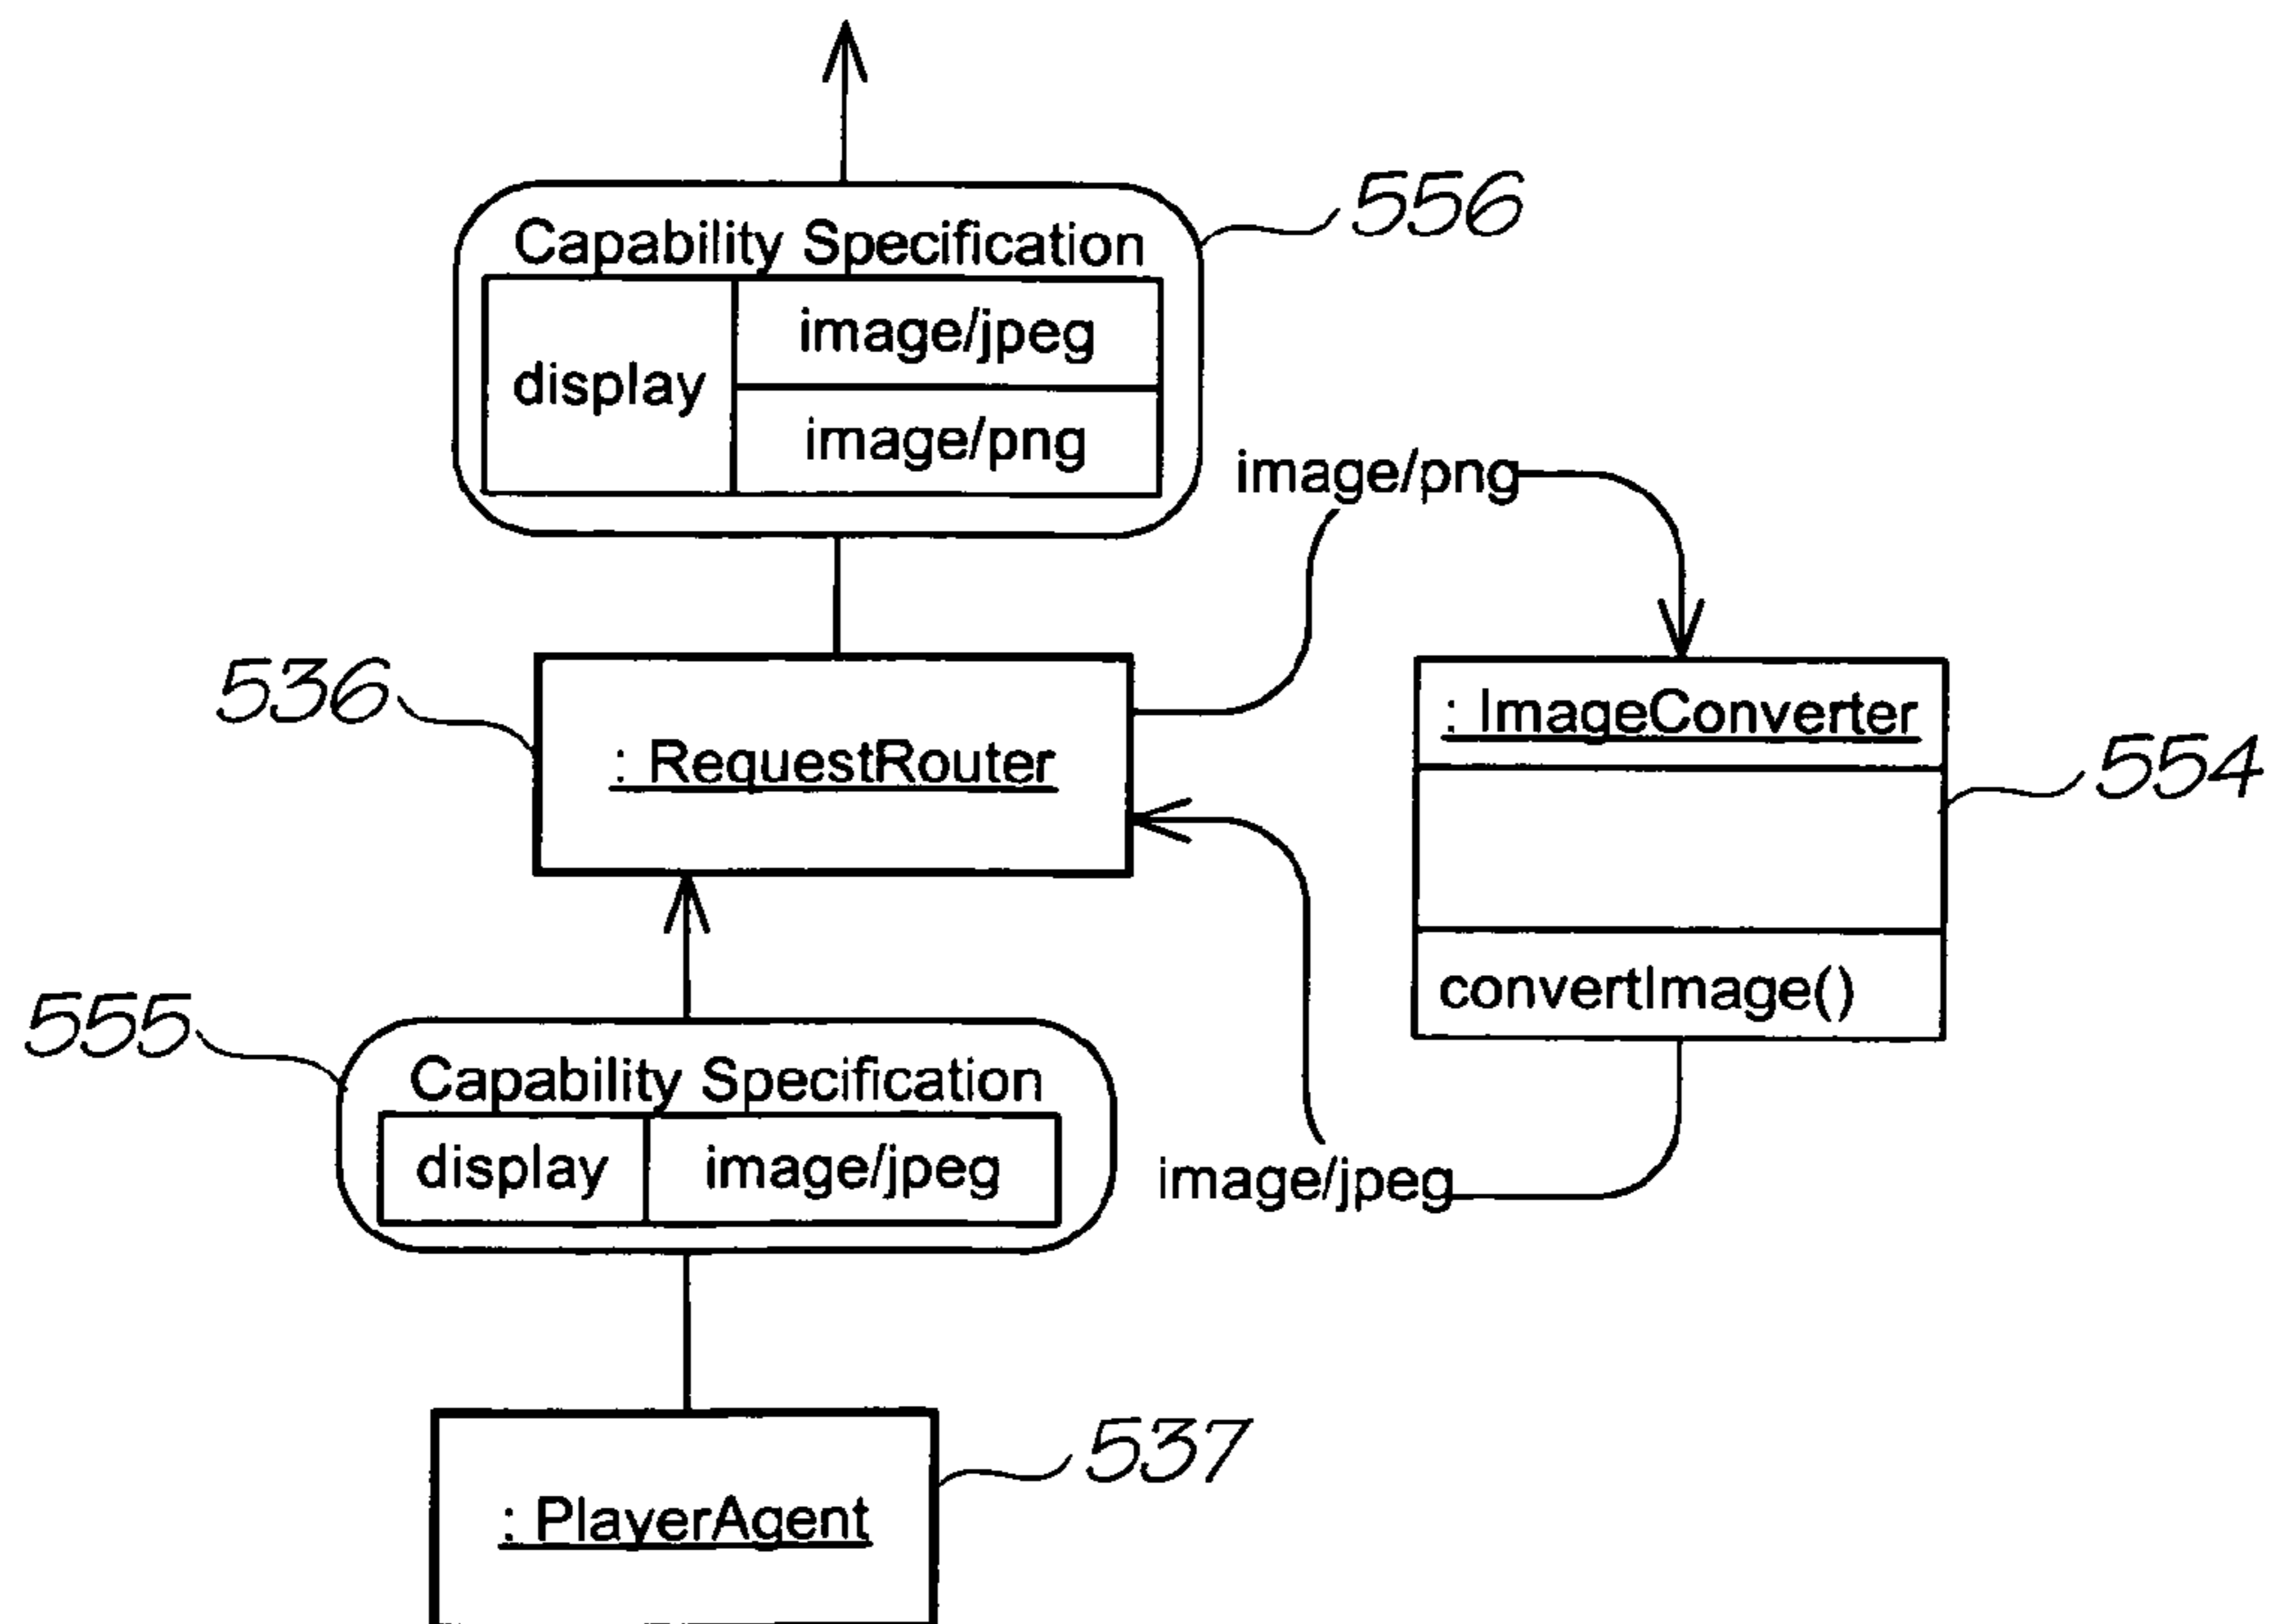 556
Capability Specification
display
image/jpeg
image/png
image/png
536
: RequestRouter
: ImageConverter
554
convertImage()
555
Capability Specification
display
image/jpeg
image/jpeg
537
: PlayerAgent